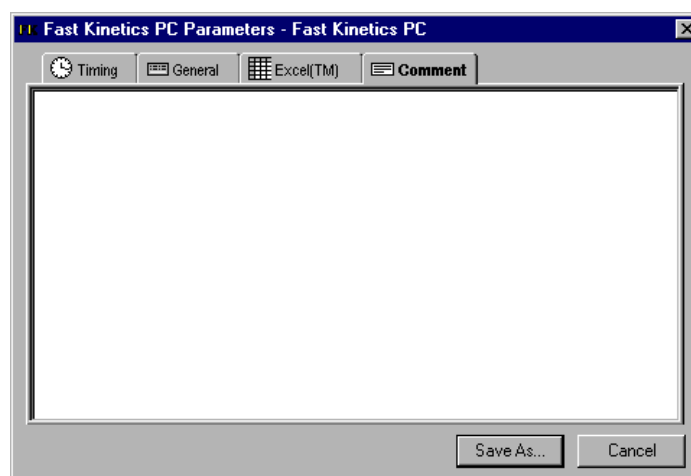 Fast Kinetics PC Parameters - Fast Kinetics PC
Timing General Excel(TM) Comment
Save As... Cancel